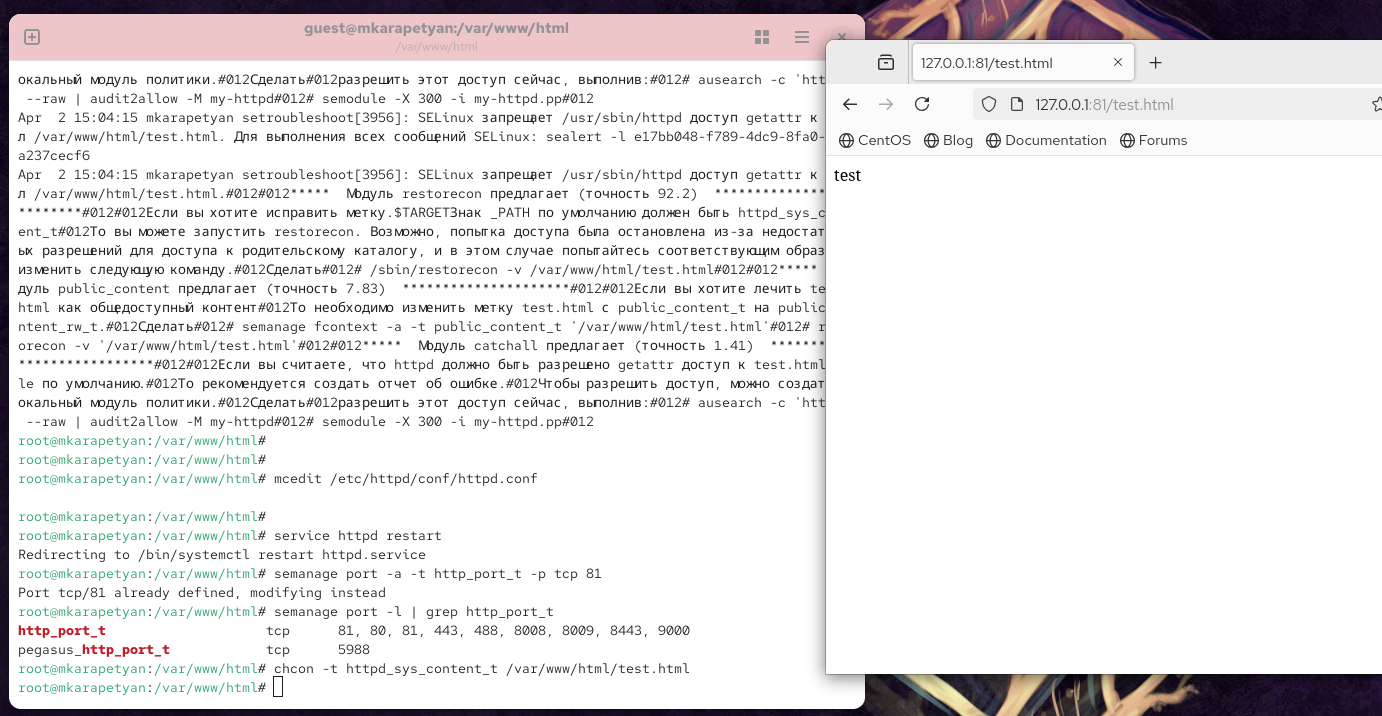 guest@mkarapetyan:/var/www/html
/var/www/html
окальный модуль политики.#012Сделать#012разрешить этот доступ сейчас, выполнив:#012# ausearch -c 'htt
--raw | audit2allow -M my-httpd#012# semodule -X 300 -i my-httpd.pp#012
Apr  2 15:04:15 mkarapetyan setroubleshoot[3956]: SELinux запрещает /usr/sbin/httpd доступ getattr к
л /var/www/html/test.html. Для выполнения всех сообщений SELinux: sealert -l e17bb048-f789-4dc9-8fa0-
a237cecf6
Apr  2 15:04:15 mkarapetyan setroubleshoot[3956]: SELinux запрещает /usr/sbin/httpd доступ getattr к
л /var/www/html/test.html.#012#012*****  Модуль restorecon предлагает (точность 92.2)  **************
********#012#012Если вы хотите исправить метку.$TARGETЗнак _PATH по умолчанию должен быть httpd_sys_c
ent_t#012То вы можете запустить restorecon. Возможно, попытка доступа была остановлена из-за недостат
ых разрешений для доступа к родительскому каталогу, и в этом случае попытайтесь соответствующим образ
изменить следующую команду.#012Сделать#012# /sbin/restorecon -v /var/www/html/test.html#012#012*****
дуль public_content предлагает (точность 7.83)  *********************#012#012Если вы хотите лечить te
html как общедоступный контент#012То необходимо изменить метку test.html с public_content_t на public
ntent_rw_t.#012Сделать#012# semanage fcontext -a -t public_content_t '/var/www/html/test.html'#012# r
orecon -v '/var/www/html/test.html'#012#012*****  Модуль catchall предлагает (точность 1.41)  *******
*****************#012#012Если вы считаете, что httpd должно быть разрешено getattr доступ к test.html
le по умолчанию.#012То рекомендуется создать отчет об ошибке.#012Чтобы разрешить доступ, можно создат
окальный модуль политики.#012Сделать#012разрешить этот доступ сейчас, выполнив:#012# ausearch -c 'htt
--raw | audit2allow -M my-httpd#012# semodule -X 300 -i my-httpd.pp#012
root@mkarapetyan:/var/www/html#
root@mkarapetyan:/var/www/html#
root@mkarapetyan:/var/www/html# mcedit /etc/httpd/conf/httpd.conf
root@mkarapetyan:/var/www/html#
root@mkarapetyan:/var/www/html# service httpd restart
Redirecting to /bin/systemctl restart httpd.service
root@mkarapetyan:/var/www/html# semanage port -a -t http_port_t -p tcp 81
Port tcp/81 already defined, modifying instead
root@mkarapetyan:/var/www/html# semanage port -l | grep http_port_t
http_port_t                    tcp      81, 80, 81, 443, 488, 8008, 8009, 8443, 9000
pegasus_http_port_t            tcp      5988
root@mkarapetyan:/var/www/html# chcon -t httpd_sys_content_t /var/www/html/test.html
root@mkarapetyan:/var/www/html#
127.0.0.1:81/test.html
127.0.0.1:81/test.html
CentOS Blog Documentation Forums
test